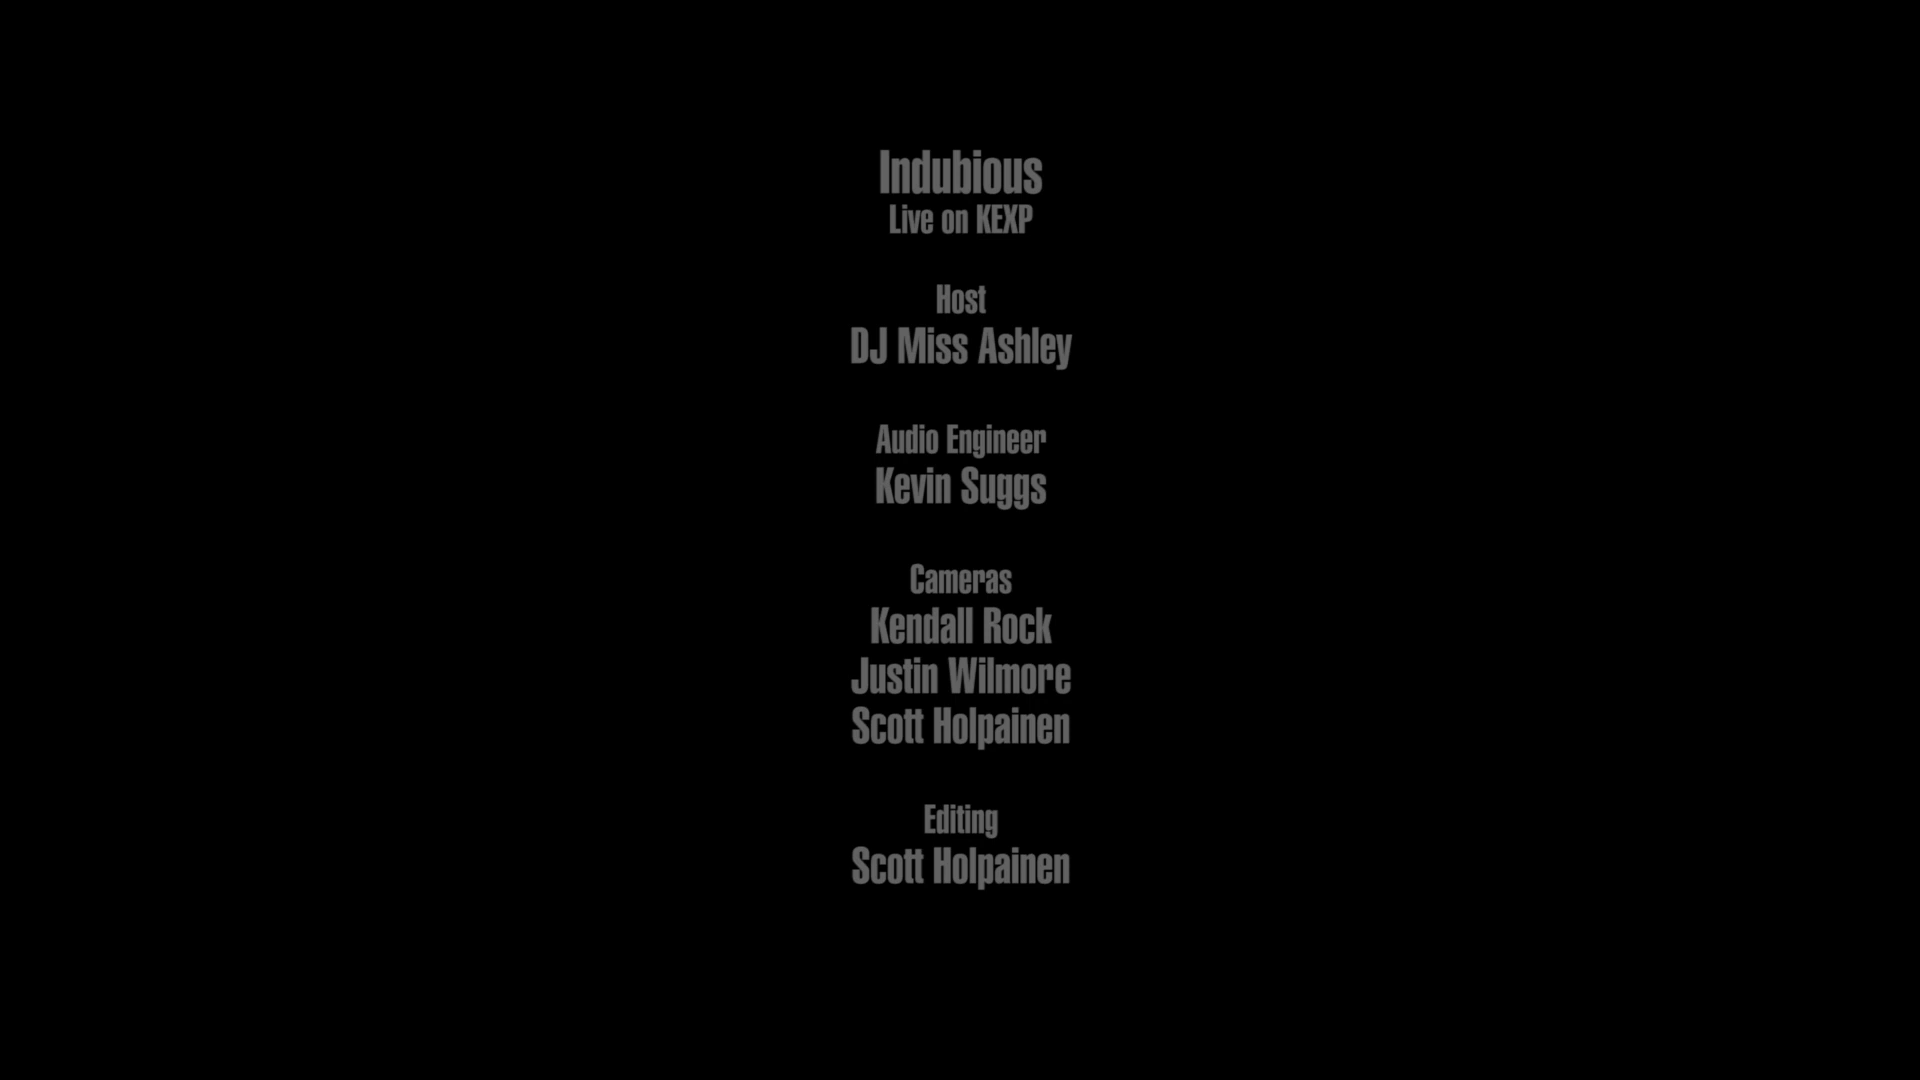 Indubious
Live on KEXP
Host
DJ Miss Ashley
Audio Engineer
Kevin Suggs
Cameras
Kendall Rock
Justin Wilmore
Scott Holpainen
Editing
Scott Holpainen